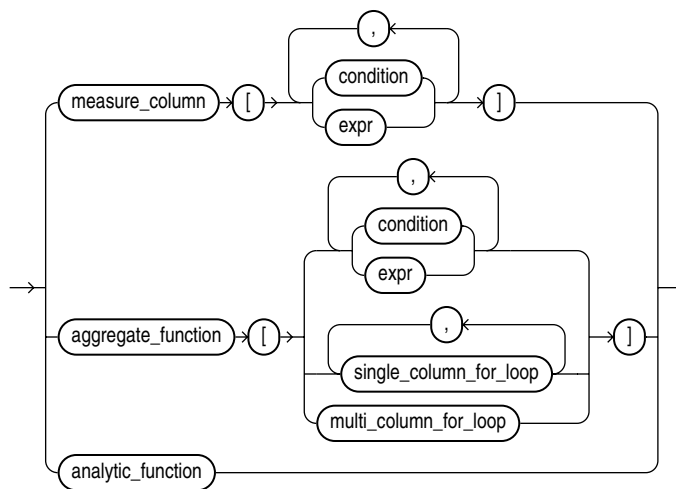 ,
condition
measure_column [ ]
expr
,
condition
expr
,
aggregate_function [ ]
single_column_for_loop
multi_column_for_loop
analytic_function